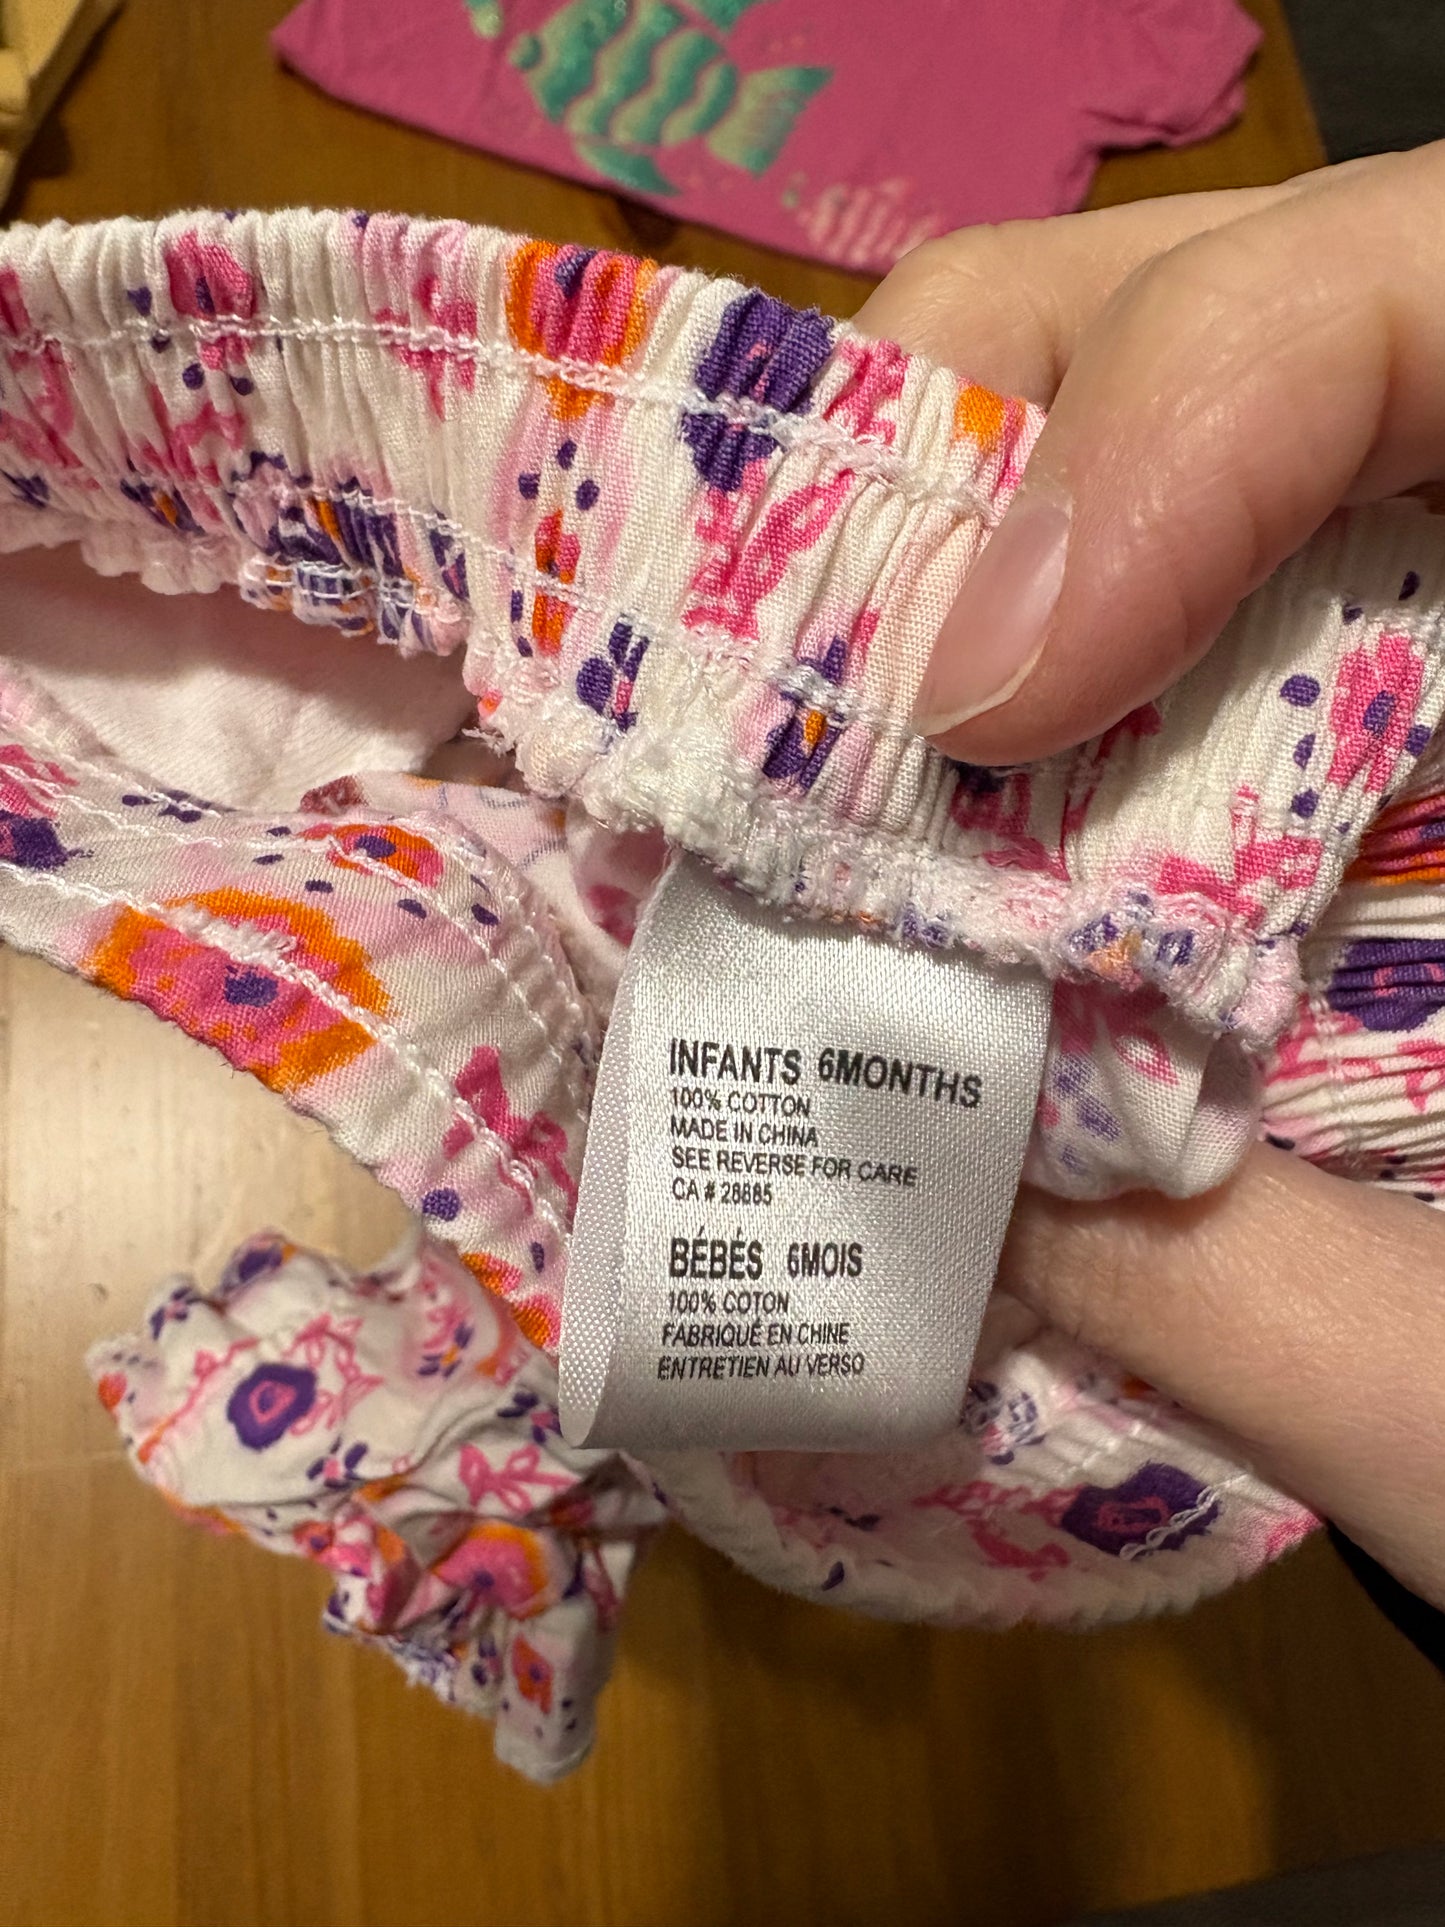 INFANTS 6MONTHS
100% COTTON
MADE IN CHINA
SEE REVERSE FOR CARE
CA # 28885
BÉBÉS 6MOIS
100% COTON
FABRIQUÉ EN CHINE
ENTRETIEN AU VERSO